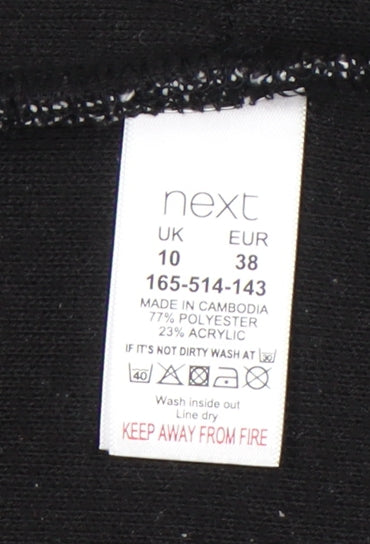 next
UK EUR
10 38
165-514-143
MADE IN CAMBODIA
77% POLYESTER
23% ACRYLIC
IF IT'S NOT DIRTY WASH AT 30
40
Wash inside out
Line dry
KEEP AWAY FROM FIRE